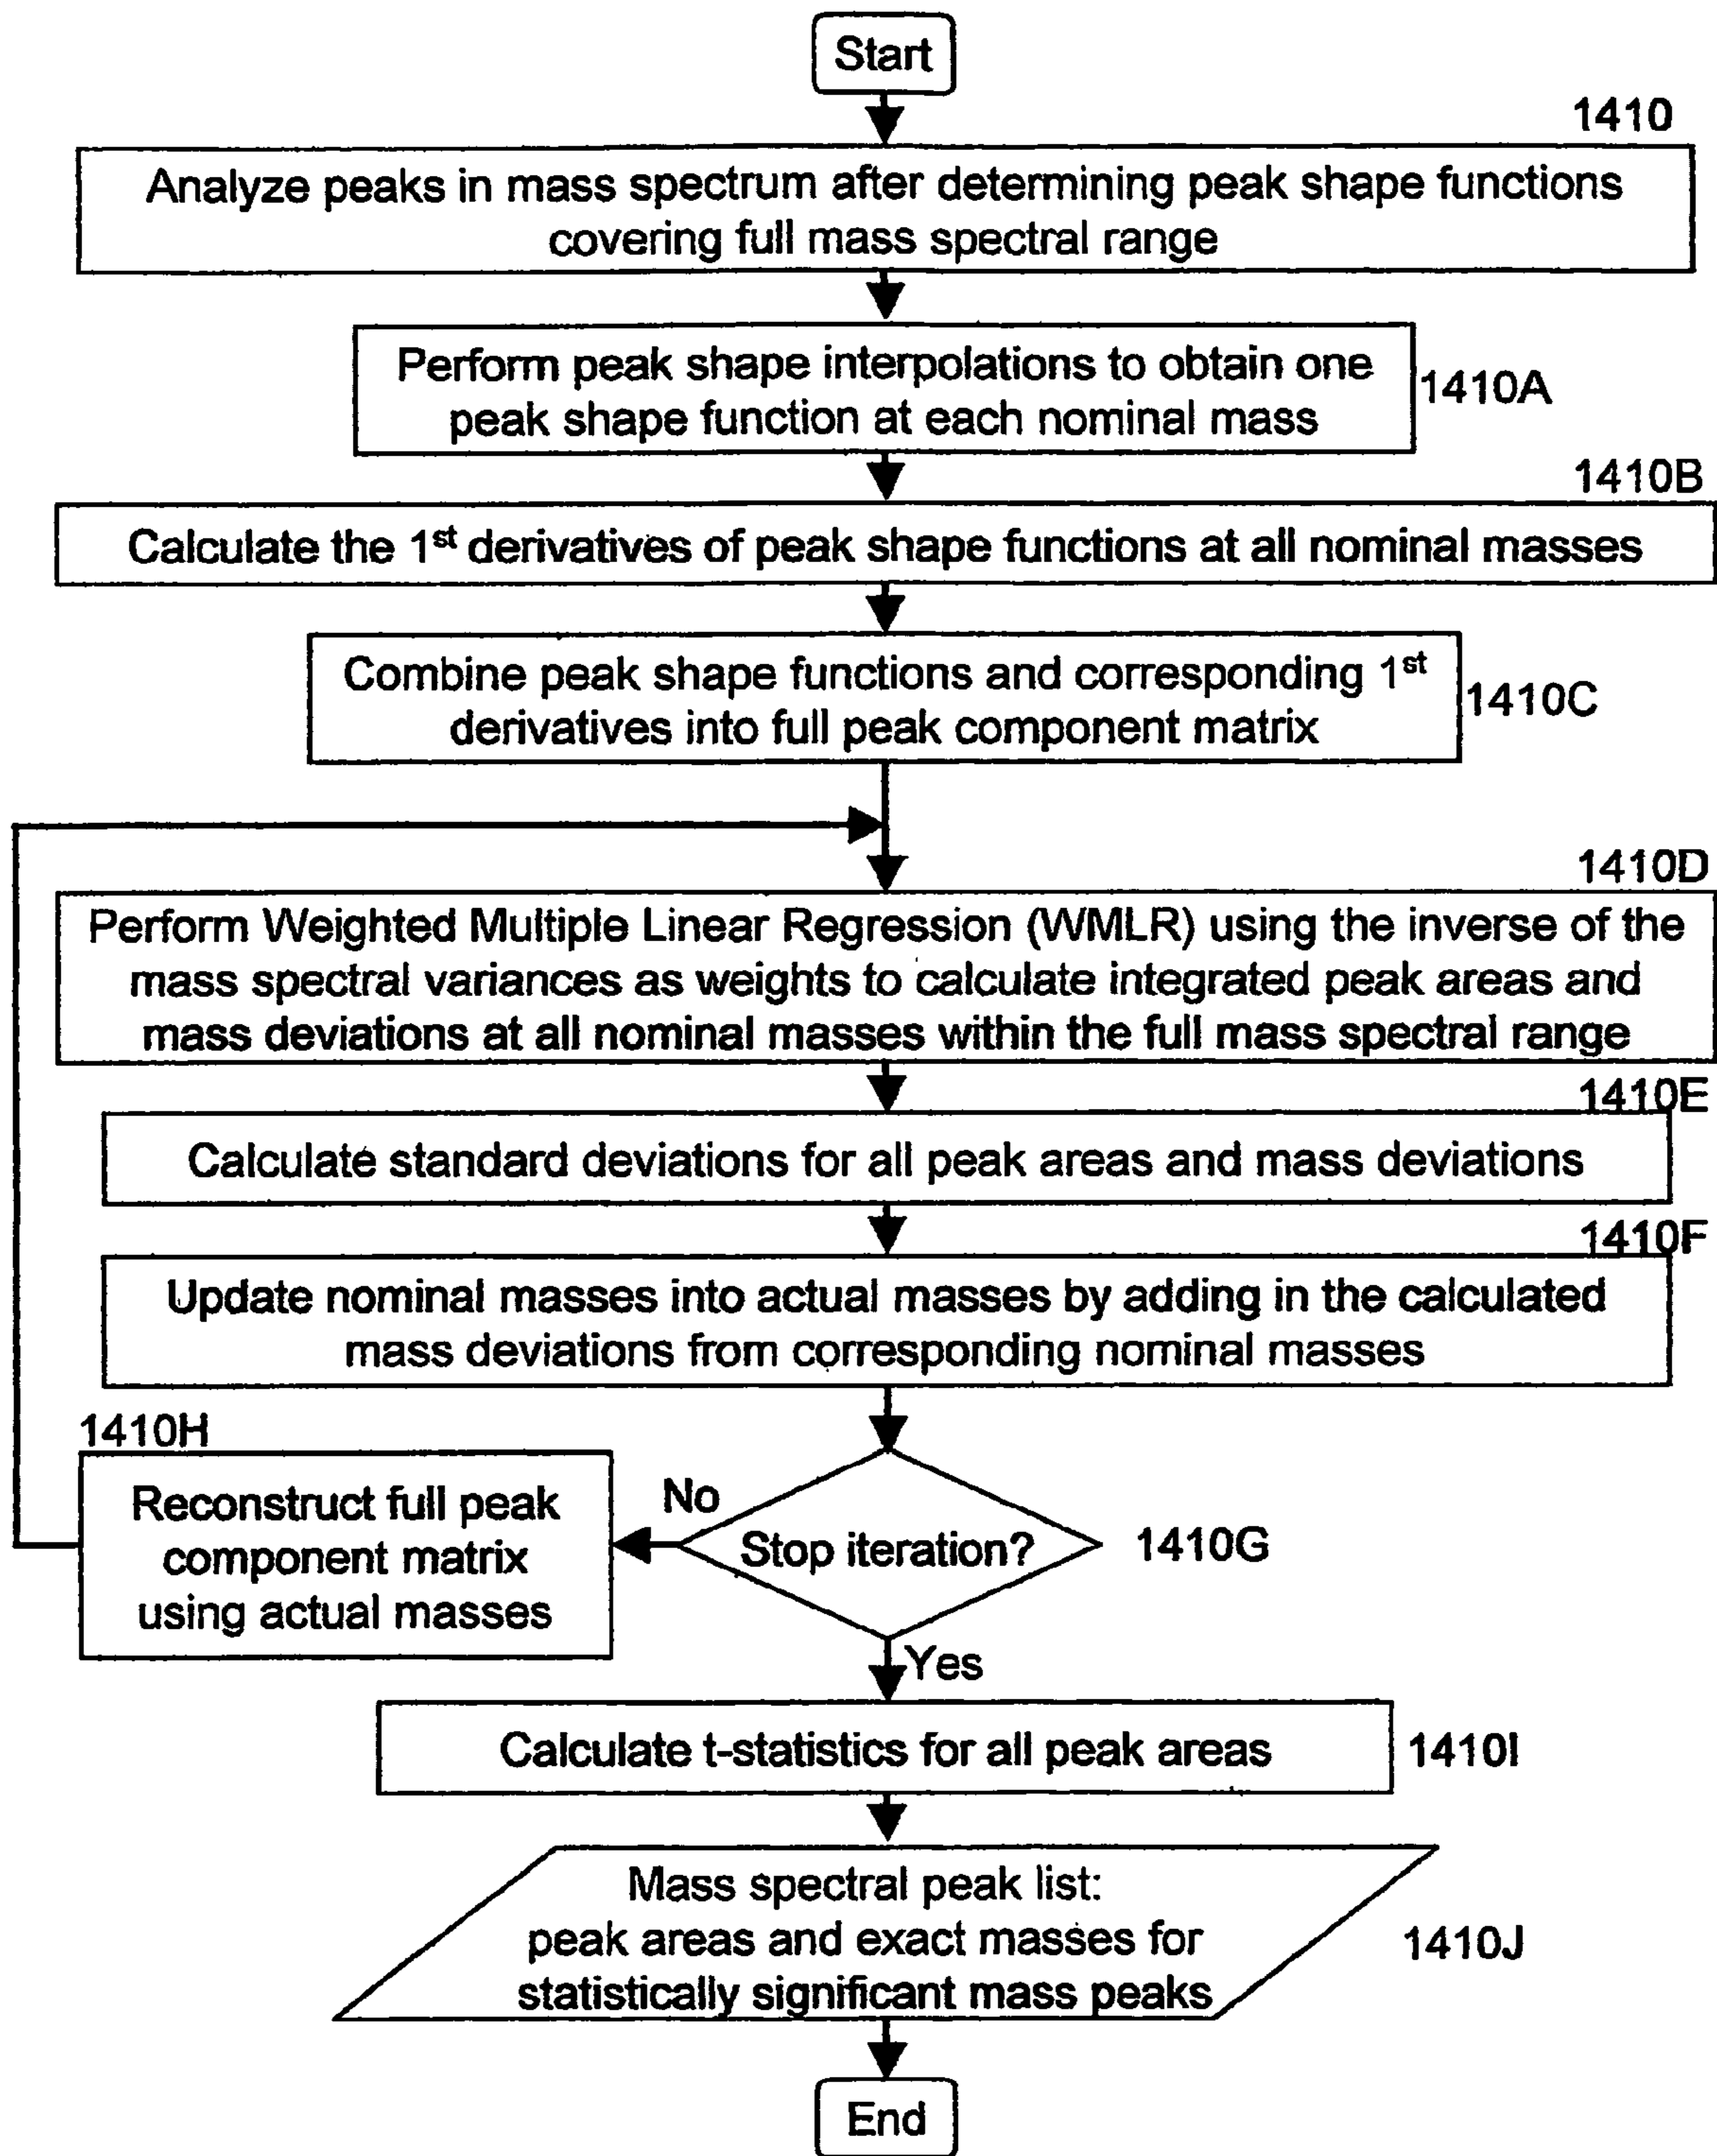 Start
1410
Analyze peaks in mass spectrum after determining peak shape functions
covering full mass spectral range
Perform peak shape interpolations to obtain one
peak shape function at each nominal mass
1410A
1410B
Calculate the 1st derivatives of peak shape functions at all nominal masses
Combine peak shape functions and corresponding 1st
derivatives into full peak component matrix
1410C
1410D
Perform Weighted Multiple Linear Regression (WMLR) using the inverse of the
mass spectral variances as weights to calculate integrated peak areas and
mass deviations at all nominal masses within the full mass spectral range
1410E
Calculate standard deviations for all peak areas and mass deviations
1410F
Update nominal masses into actual masses by adding in the calculated
mass deviations from corresponding nominal masses
1410H
Reconstruct full peak
component matrix
using actual masses
No
Stop iteration?
1410G
Yes
Calculate t-statistics for all peak areas
1410I
Mass spectral peak list:
peak areas and exact masses for
statistically significant mass peaks
1410J
End